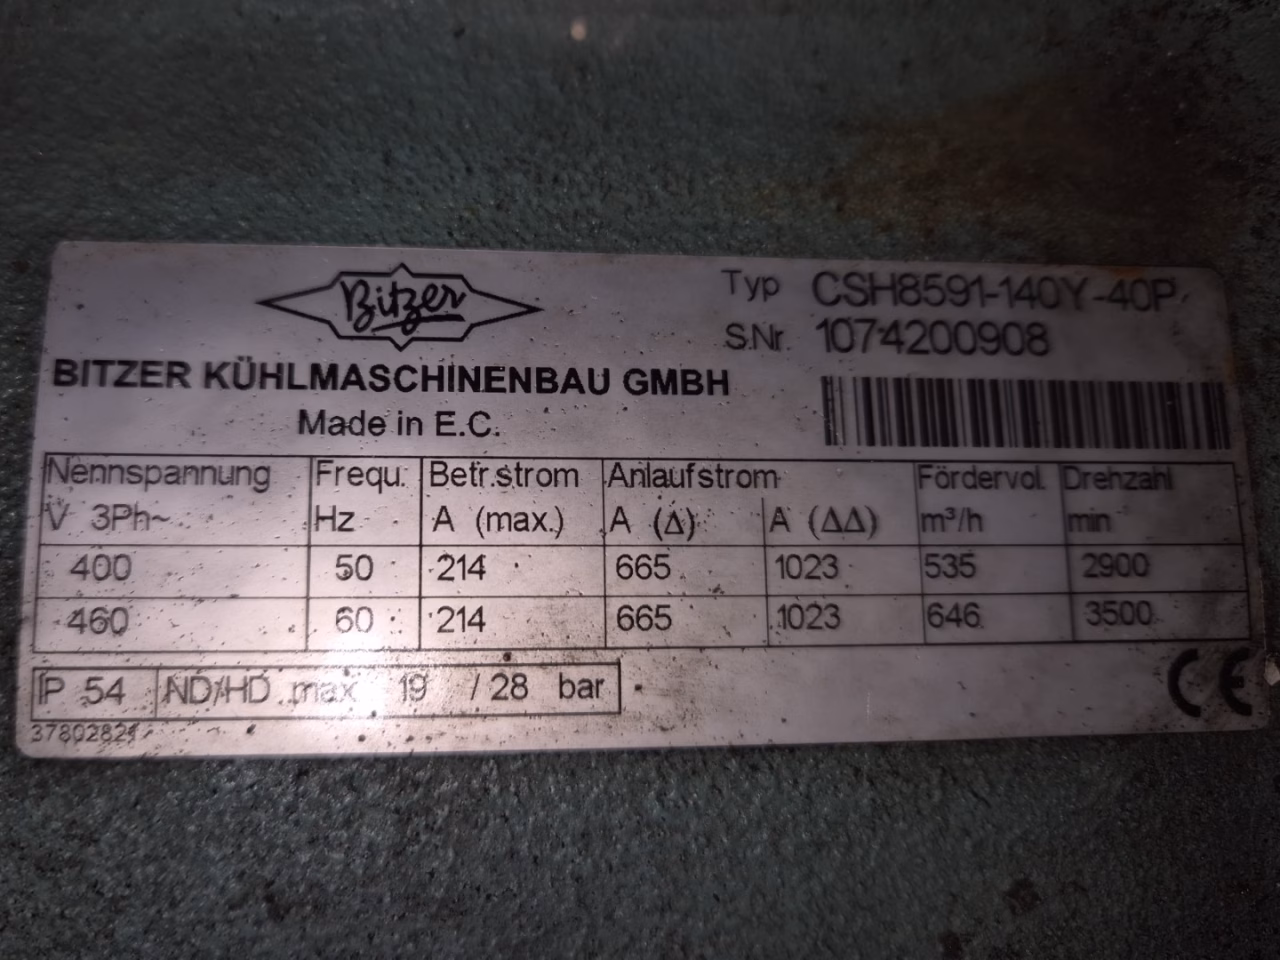 Bitzer
BITZER KÜHLMASCHINENBAU GMBH
Made in E.C.
Typ CSH8591-140Y-40P
S.Nr. 1074200908
Nennspannung Frequ. Betr.strom Anlaufstrom Fördervol. Drehzahl
V 3Ph~ Hz A (max.) A (Δ) A (ΔΔ) m³/h min
400 50 214 665 1023 535 2900
460 60 214 665 1023 646 3500
IP 54 ND/HD max 19 / 28 bar
CE